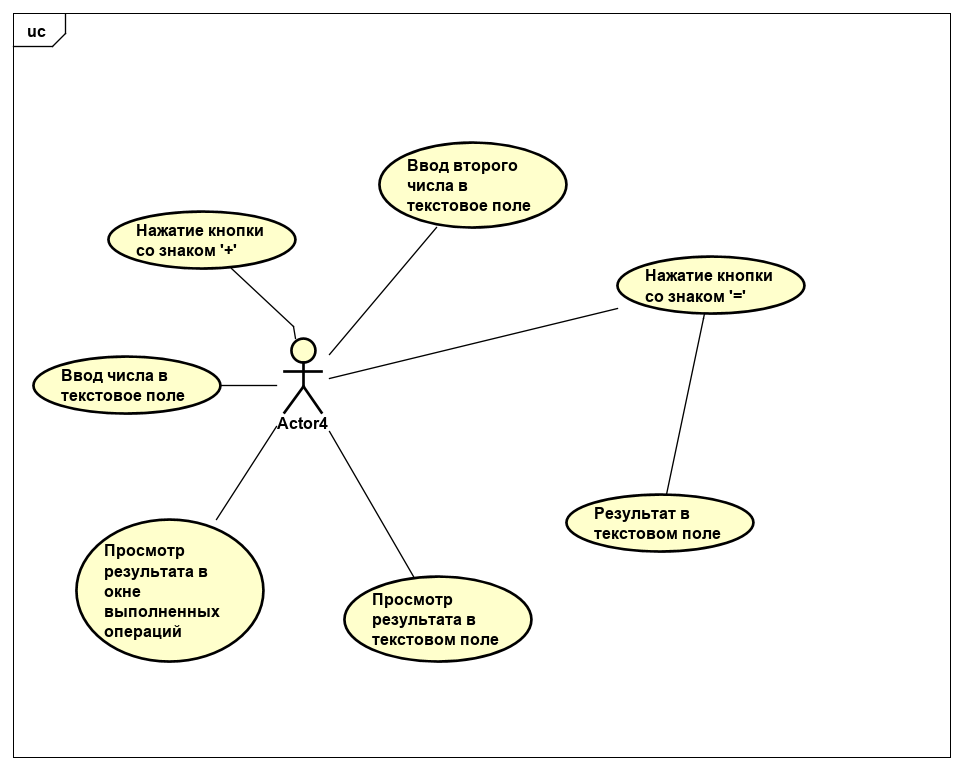 uc
Ввод второго
числа в
текстовое поле
Нажатие кнопки
со знаком '+'
Нажатие кнопки
со знаком '='
Ввод числа в
текстовое поле
Actor4
Результат в
текстовом поле
Просмотр
результата в
окне
выполненных
операций
Просмотр
результата в
текстовом поле